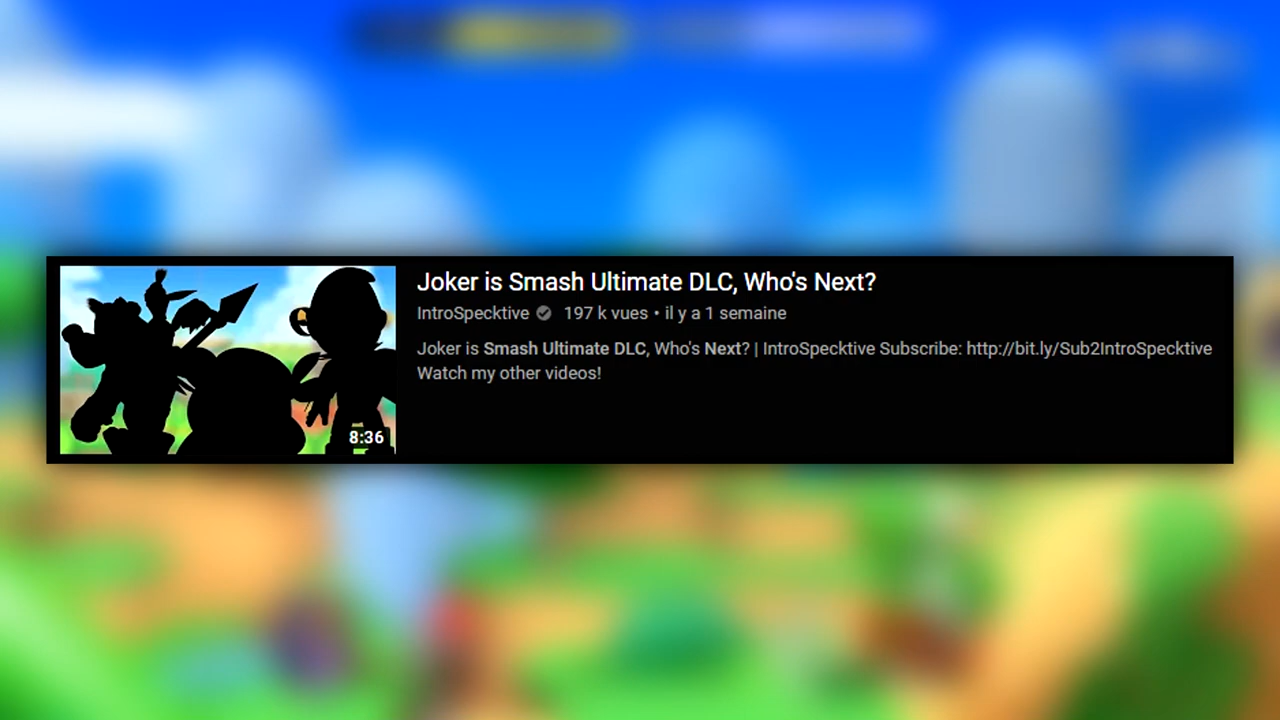 Joker is Smash Ultimate DLC, Who's Next?
IntroSpecktive 197 k vues • il y a 1 semaine
Joker is Smash Ultimate DLC, Who's Next? | IntroSpecktive Subscribe: http://bit.ly/Sub2IntroSpecktive
Watch my other videos!
8:36